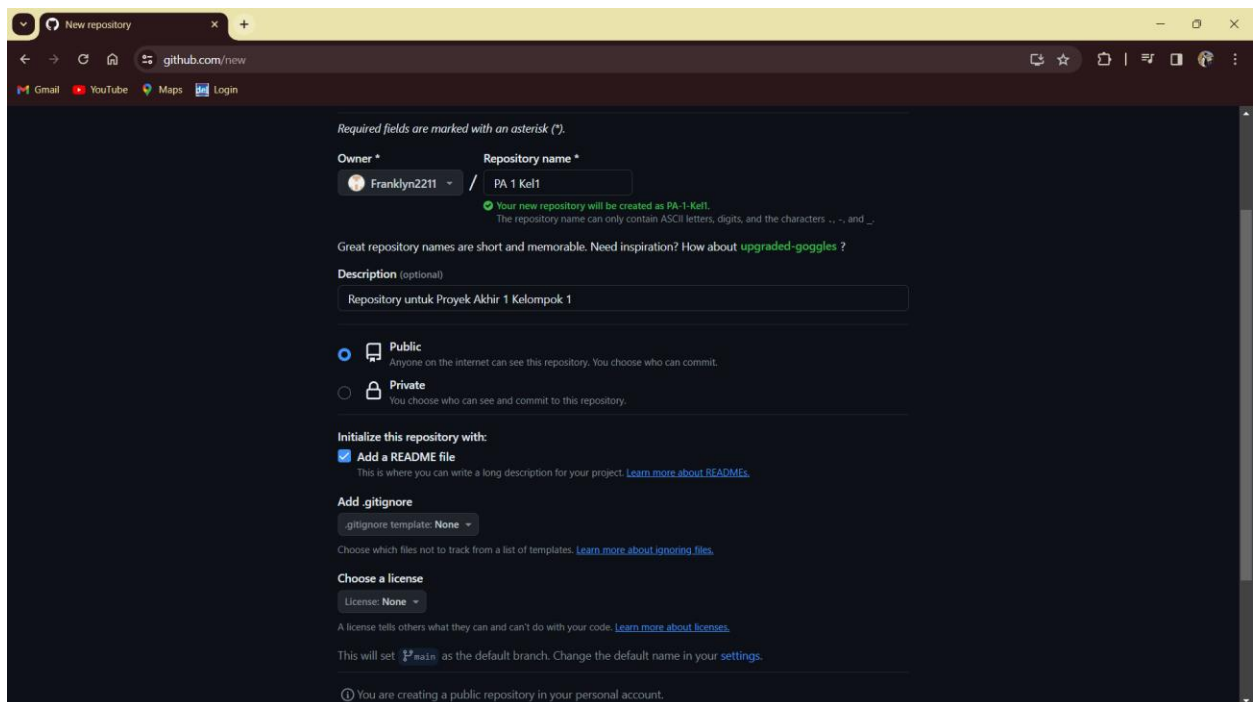 New repository
github.com/new
Gmail YouTube Maps Login
Required fields are marked with an asterisk (*).
Owner * Repository name *
Franklyn2211 / PA 1 Kel1
Your new repository will be created as PA-1-Kel1.
The repository name can only contain ASCII letters, digits, and the characters ., -, and _.
Great repository names are short and memorable. Need inspiration? How about upgraded-goggles ?
Description (optional)
Repository untuk Proyek Akhir 1 Kelompok 1
Public
Anyone on the internet can see this repository. You choose who can commit.
Private
You choose who can see and commit to this repository.
Initialize this repository with:
Add a README file
This is where you can write a long description for your project. Learn more about READMEs.
Add .gitignore
.gitignore template: None
Choose which files not to track from a list of templates. Learn more about ignoring files.
Choose a license
License: None
A license tells others what they can and can't do with your code. Learn more about licenses.
This will set main as the default branch. Change the default name in your settings.
You are creating a public repository in your personal account.